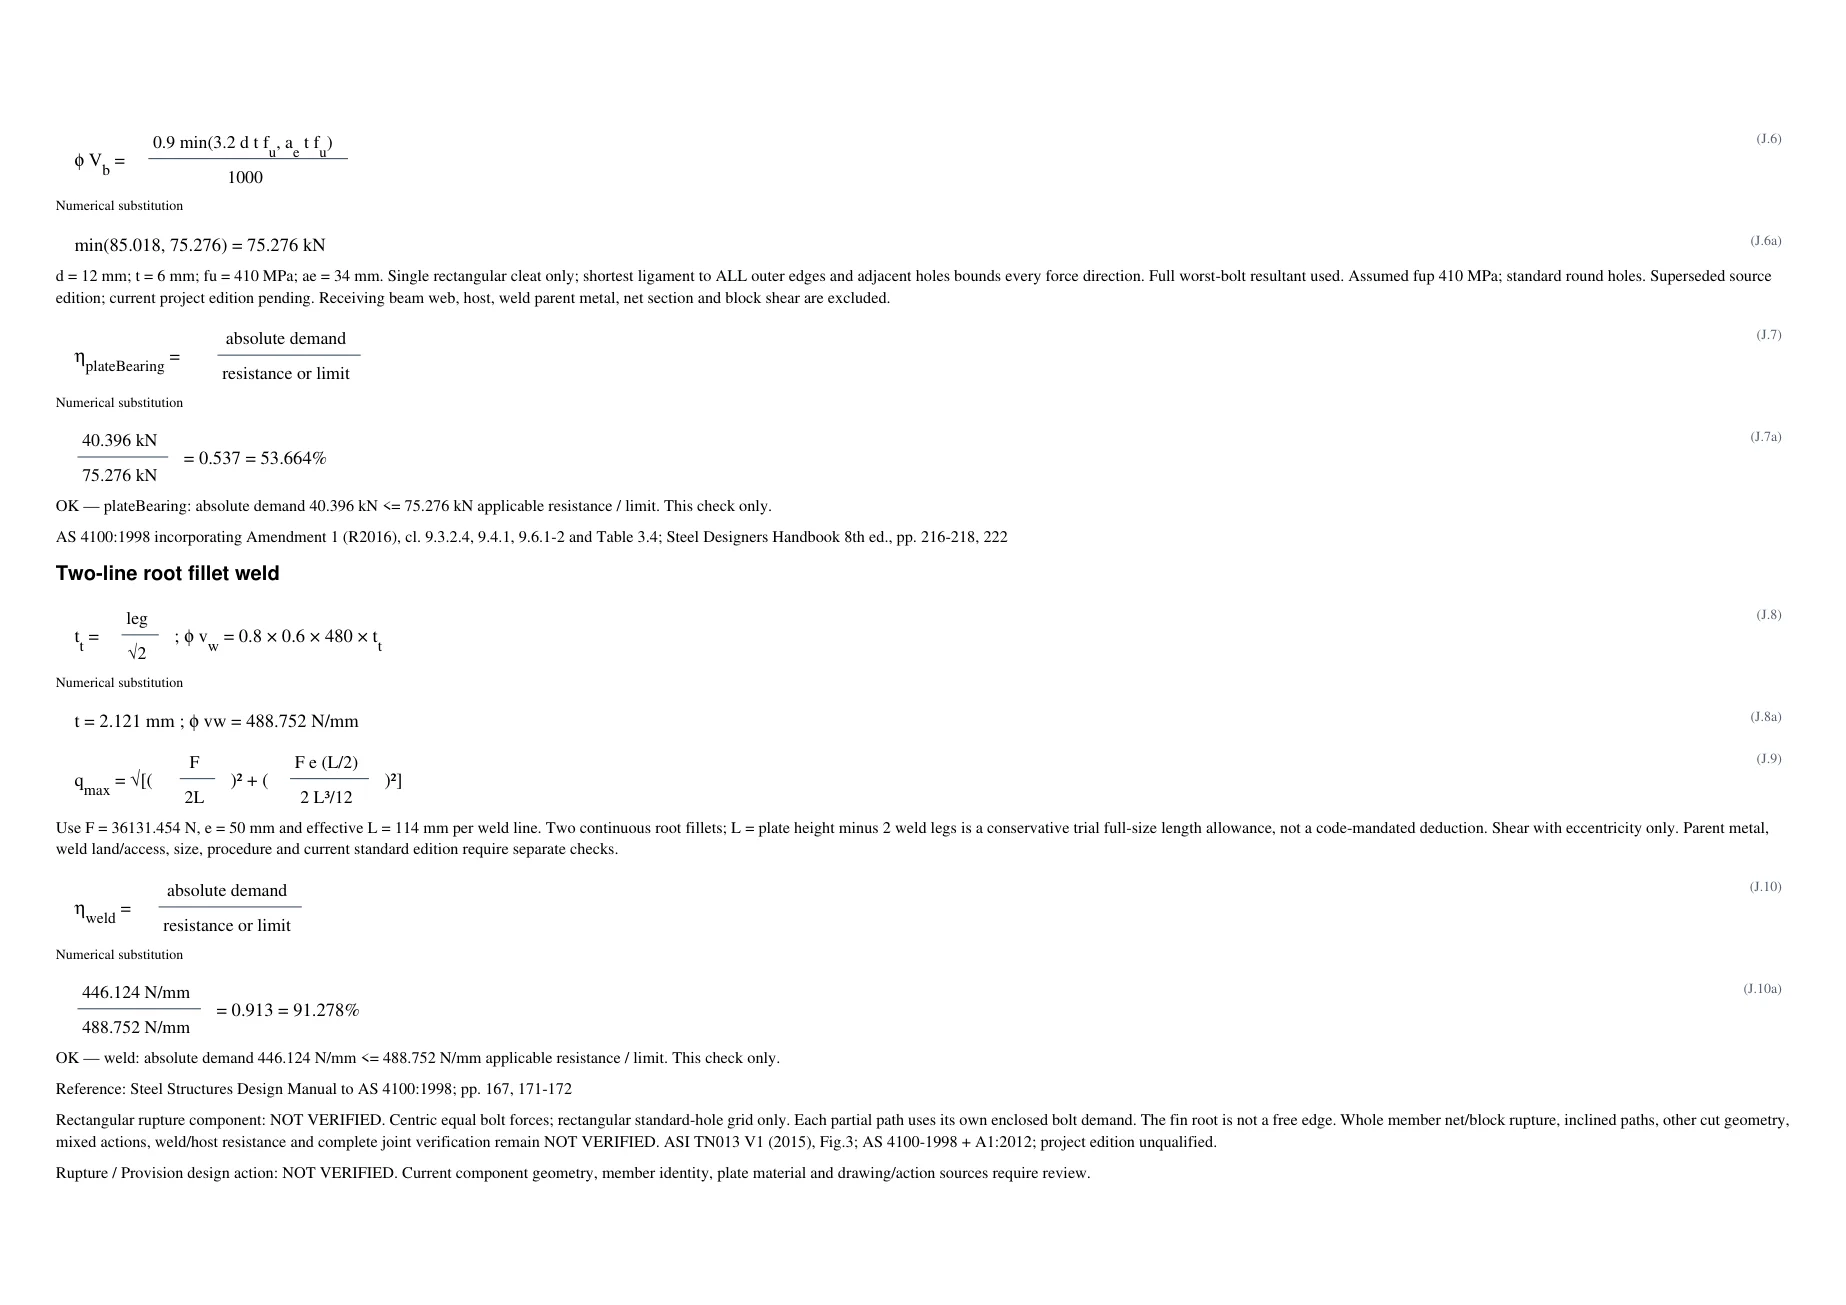 0.9 min(3.2 d t fu, ae t fu) (J.6)
ϕ Vb =
1000
Numerical substitution
min(85.018, 75.276) = 75.276 kN (J.6a)
d = 12 mm; t = 6 mm; fu = 410 MPa; ae = 34 mm. Single rectangular cleat only; shortest ligament to ALL outer edges and adjacent holes bounds every force direction. Full worst-bolt resultant used. Assumed fup 410 MPa; standard round holes. Superseded source
edition; current project edition pending. Receiving beam web, host, weld parent metal, net section and block shear are excluded.
absolute demand (J.7)
ηplateBearing =
resistance or limit
Numerical substitution
40.396 kN (J.7a)
= 0.537 = 53.664%
75.276 kN
OK — plateBearing: absolute demand 40.396 kN <= 75.276 kN applicable resistance / limit. This check only.
AS 4100:1998 incorporating Amendment 1 (R2016), cl. 9.3.2.4, 9.4.1, 9.6.1-2 and Table 3.4; Steel Designers Handbook 8th ed., pp. 216-218, 222
Two-line root fillet weld
leg (J.8)
tt = ; ϕ vw = 0.8 × 0.6 × 480 × tt
√2
Numerical substitution
t = 2.121 mm ; ϕ vw = 488.752 N/mm (J.8a)
F F e (L/2) (J.9)
qmax = √[( )² + ( )²]
2L 2 L³/12
Use F = 36131.454 N, e = 50 mm and effective L = 114 mm per weld line. Two continuous root fillets; L = plate height minus 2 weld legs is a conservative trial full-size length allowance, not a code-mandated deduction. Shear with eccentricity only. Parent metal,
weld land/access, size, procedure and current standard edition require separate checks.
absolute demand (J.10)
ηweld =
resistance or limit
Numerical substitution
446.124 N/mm (J.10a)
= 0.913 = 91.278%
488.752 N/mm
OK — weld: absolute demand 446.124 N/mm <= 488.752 N/mm applicable resistance / limit. This check only.
Reference: Steel Structures Design Manual to AS 4100:1998; pp. 167, 171-172
Rectangular rupture component: NOT VERIFIED. Centric equal bolt forces; rectangular standard-hole grid only. Each partial path uses its own enclosed bolt demand. The fin root is not a free edge. Whole member net/block rupture, inclined paths, other cut geometry,
mixed actions, weld/host resistance and complete joint verification remain NOT VERIFIED. ASI TN013 V1 (2015), Fig.3; AS 4100-1998 + A1:2012; project edition unqualified.
Rupture / Provision design action: NOT VERIFIED. Current component geometry, member identity, plate material and drawing/action sources require review.